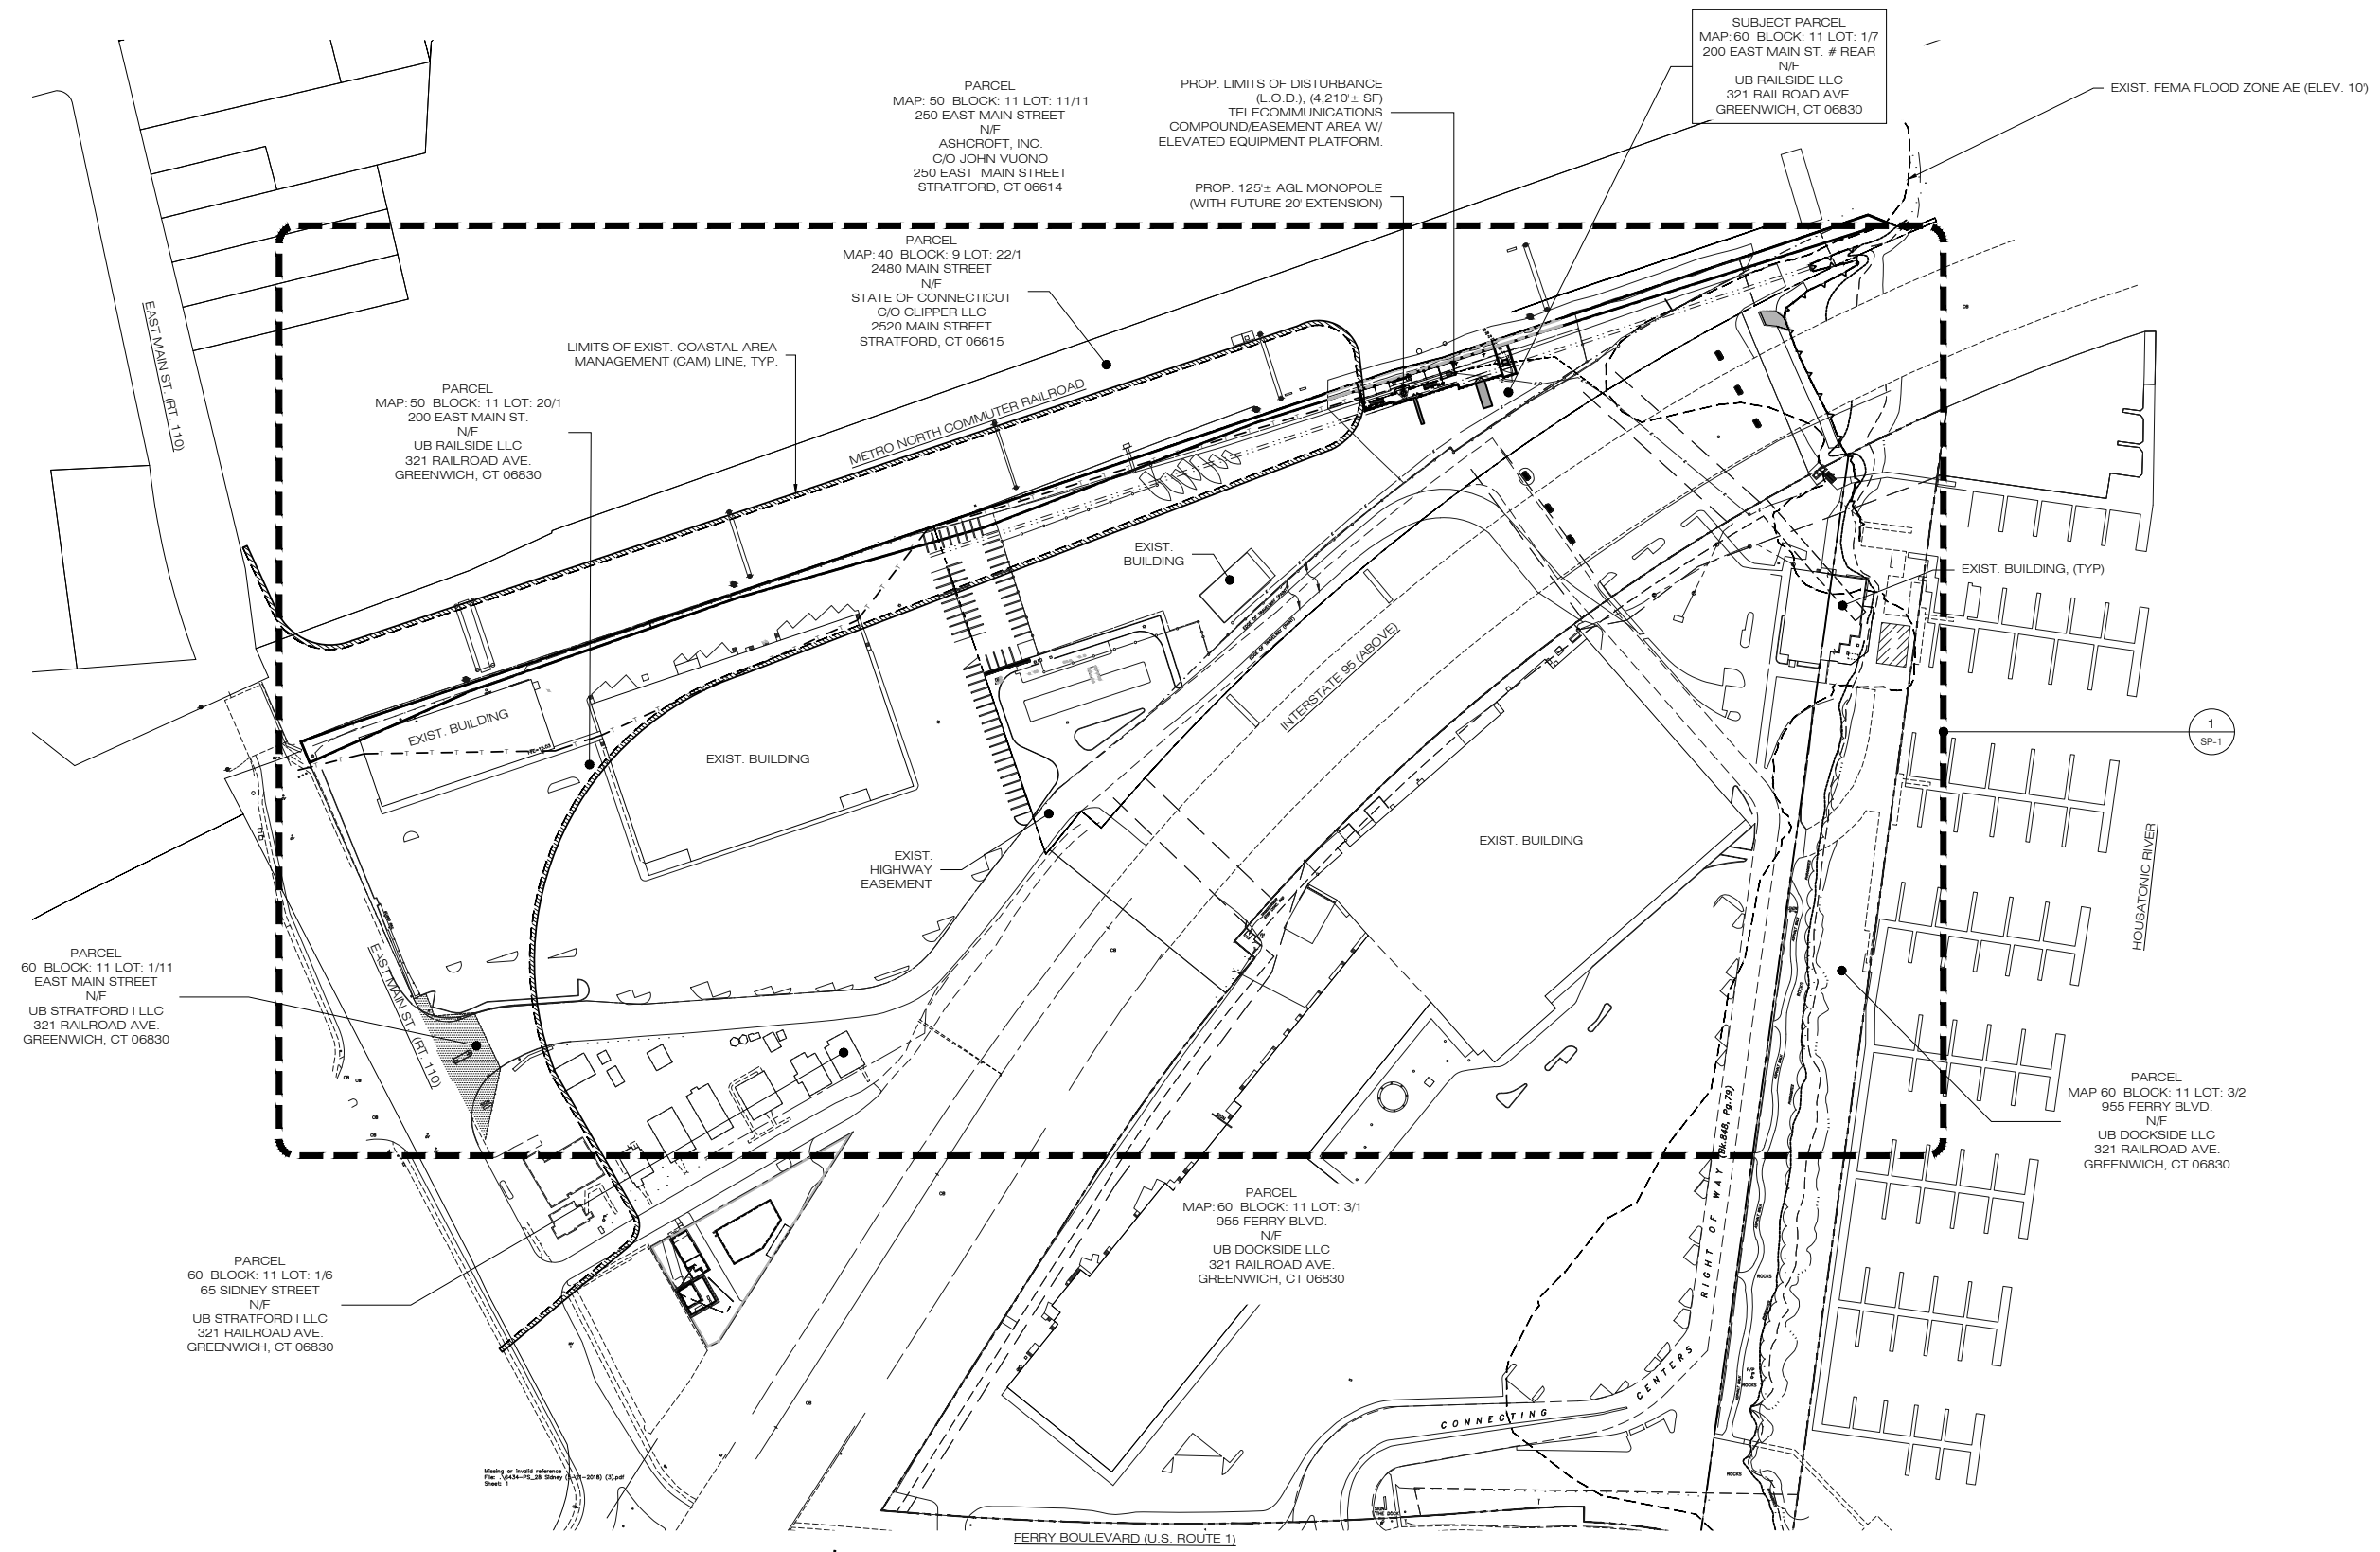 SUBJECT PARCEL
MAP: 60 BLOCK: 11 LOT: 1/7
200 EAST MAIN ST. # REAR
N/F
UB RAILSIDE LLC
321 RAILROAD AVE.
GREENWICH, CT 06830
EXIST. FEMA FLOOD ZONE AE (ELEV. 10')
PARCEL
MAP: 50 BLOCK: 11 LOT: 11/11
250 EAST MAIN STREET
N/F
ASHCROFT, INC.
C/O JOHN VUONO
250 EAST MAIN STREET
STRATFORD, CT 06614
PROP. LIMITS OF DISTURBANCE
(L.O.D.), (4,210'± SF)
TELECOMMUNICATIONS
COMPOUND/EASEMENT AREA W/
ELEVATED EQUIPMENT PLATFORM.
PROP. 125'± AGL MONOPOLE
(WITH FUTURE 20' EXTENSION)
PARCEL
MAP: 40 BLOCK: 9 LOT: 22/1
2480 MAIN STREET
N/F
STATE OF CONNECTICUT
C/O CLIPPER LLC
2520 MAIN STREET
STRATFORD, CT 06615
LIMITS OF EXIST. COASTAL AREA
MANAGEMENT (CAM) LINE, TYP.
EAST MAIN ST. (RT. 110)
PARCEL
MAP: 50 BLOCK: 11 LOT: 20/1
200 EAST MAIN ST.
N/F
UB RAILSIDE LLC
321 RAILROAD AVE.
GREENWICH, CT 06830
METRO NORTH COMMUTER RAILROAD
EXIST.
BUILDING
EXIST. BUILDING, (TYP)
INTERSTATE 95 (ABOVE)
EXIST. BUILDING
EXIST. BUILDING
1
SP-1
EXIST. BUILDING
EXIST.
HIGHWAY
EASEMENT
HOUSATONIC RIVER
PARCEL
60 BLOCK: 11 LOT: 1/11
EAST MAIN STREET
N/F
UB STRATFORD I LLC
321 RAILROAD AVE.
GREENWICH, CT 06830
EAST MAIN ST. (RT. 110)
PARCEL
MAP 60 BLOCK: 11 LOT: 3/2
955 FERRY BLVD.
N/F
UB DOCKSIDE LLC
321 RAILROAD AVE.
GREENWICH, CT 06830
PARCEL
MAP: 60 BLOCK: 11 LOT: 3/1
955 FERRY BLVD.
N/F
UB DOCKSIDE LLC
321 RAILROAD AVE.
GREENWICH, CT 06830
PARCEL
60 BLOCK: 11 LOT: 1/6
65 SIDNEY STREET
N/F
UB STRATFORD I LLC
321 RAILROAD AVE.
GREENWICH, CT 06830
CONNECTING CENTERS RIGHT OF WAY (Bk.848, Pg.79)
ROCKS
ROCKS
ROCKS
Missing or invalid reference
Sheet: 1
FERRY BOULEVARD (U.S. ROUTE 1)